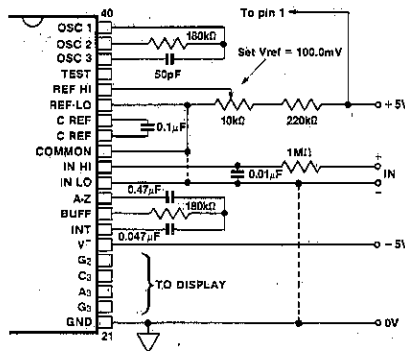 40
To pin 1
OSC 1
180kΩ
OSC 2
Set Vref = 100.0mV
OSC 3
50pF
TEST
REF HI
REF LO
+5V
10kΩ
220kΩ
C REF
0.1µF
C REF
COMMON
1MΩ
IN HI
+
0.01µF
IN
IN LO
−
0.47µF
A-Z
BUFF
180kΩ
INT
0.047µF
V−
−5V
G2
C3
TO DISPLAY
A3
G3
GND
0V
21